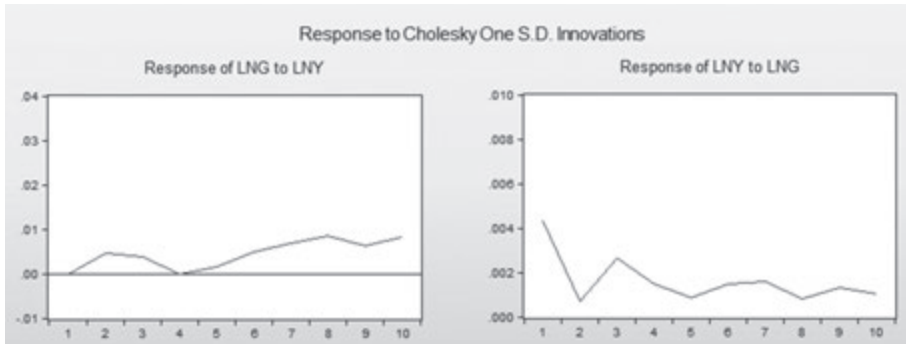 Response to Cholesky One S.D. Innovations
Response of LNG to LNY
.04
.03
.02
.01
.00
-.01
1 2 3 4 5 6 7 8 9 10
Response of LNY to LNG
.010
.008
.006
.004
.002
.000
1 2 3 4 5 6 7 8 9 10